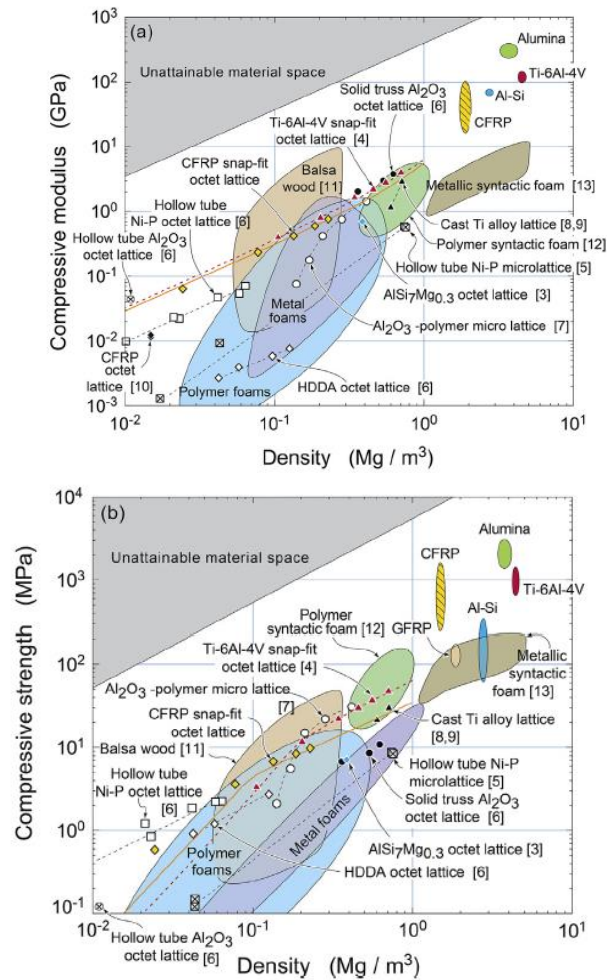 (a)
Unattainable material space
Alumina
Ti-6Al-4V
Al-Si
CFRP
Solid truss Al₂O₃
octet lattice [6]
Ti-6Al-4V snap-fit
octet lattice [4]
CFRP snap-fit
octet lattice
Balsa
wood [11]
Hollow tube
Ni-P octet lattice [6]
Hollow tube Al₂O₃
octet lattice
[6]
Metallic syntactic foam [13]
Cast Ti alloy lattice [8,9]
Polymer syntactic foam [12]
Hollow tube Ni-P microlattice [5]
AlSi₇Mg₀.₃ octet lattice [3]
Al₂O₃ -polymer micro lattice [7]
Metal
foams
CFRP
octet
lattice
[10]
Polymer foams
HDDA octet lattice [6]
Compressive modulus (GPa)
10³
10²
10¹
10⁰
10⁻¹
10⁻²
10⁻³
10⁻² 10⁻¹ 10⁰ 10¹
Density (Mg / m³)
(b)
Unattainable material space
Alumina
CFRP
Ti-6Al-4V
Al-Si
GFRP
Polymer
syntactic foam [12]
Ti-6Al-4V snap-fit
octet lattice
[4]
Metallic
syntactic
foam [13]
Al₂O₃ -polymer micro lattice
[7]
CFRP snap-fit
octet lattice
Cast Ti alloy lattice
[8,9]
Balsa wood [11]
Hollow tube
Ni-P octet lattice
[6]
Hollow tube Ni-P
microlattice [5]
Solid truss Al₂O₃
octet lattice
[6]
Metal foams
AlSi₇Mg₀.₃ octet lattice [3]
Polymer
foams
HDDA octet lattice [6]
Hollow tube Al₂O₃
octet lattice
[6]
Compressive strength (MPa)
10⁴
10³
10²
10¹
10⁰
10⁻¹
10⁻² 10⁻¹ 10⁰ 10¹
Density (Mg / m³)